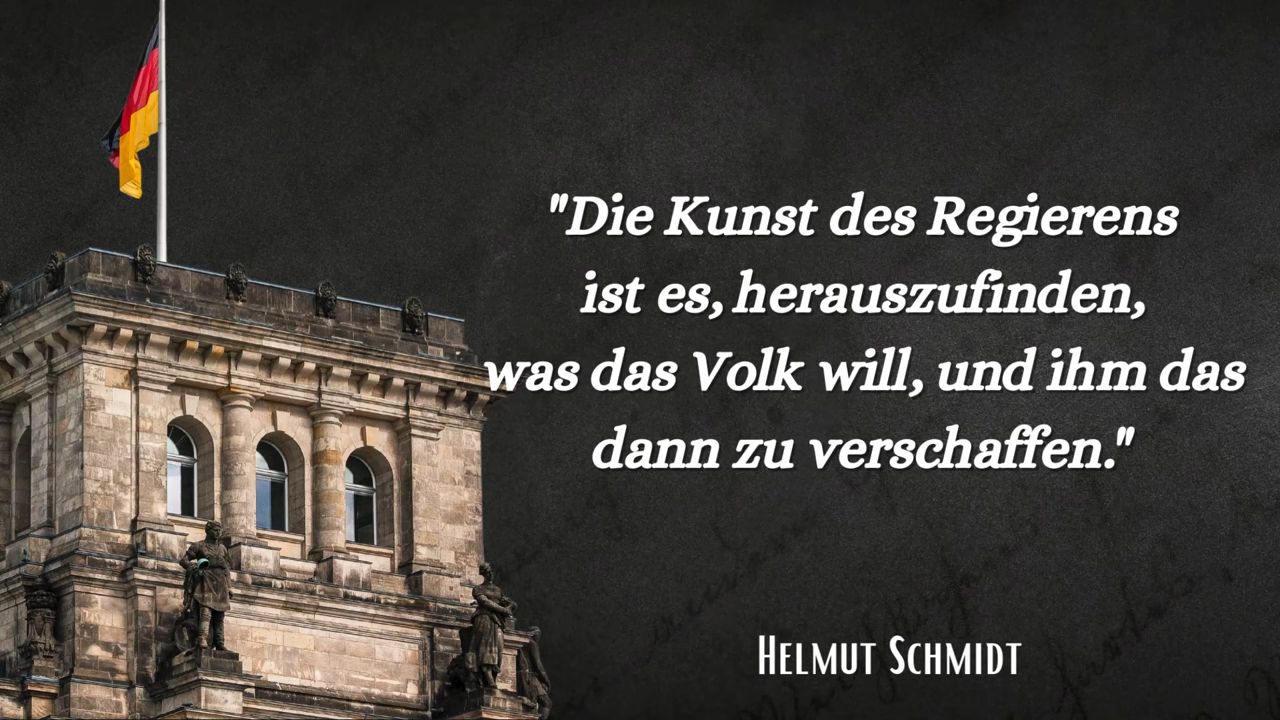 "Die Kunst des Regierens
ist es, herauszufinden,
was das Volk will, und ihm das
dann zu verschaffen."
HELMUT SCHMIDT